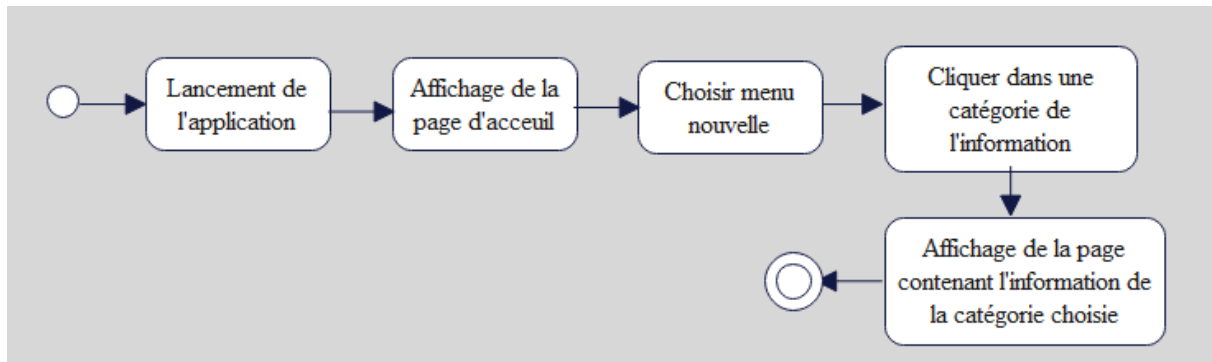 Lancement de
l'application
Affichage de la
page d'acceuil
Choisir menu
nouvelle
Cliquer dans une
catégorie de
l'information
Affichage de la page
contenant l'information de
la catégorie choisie